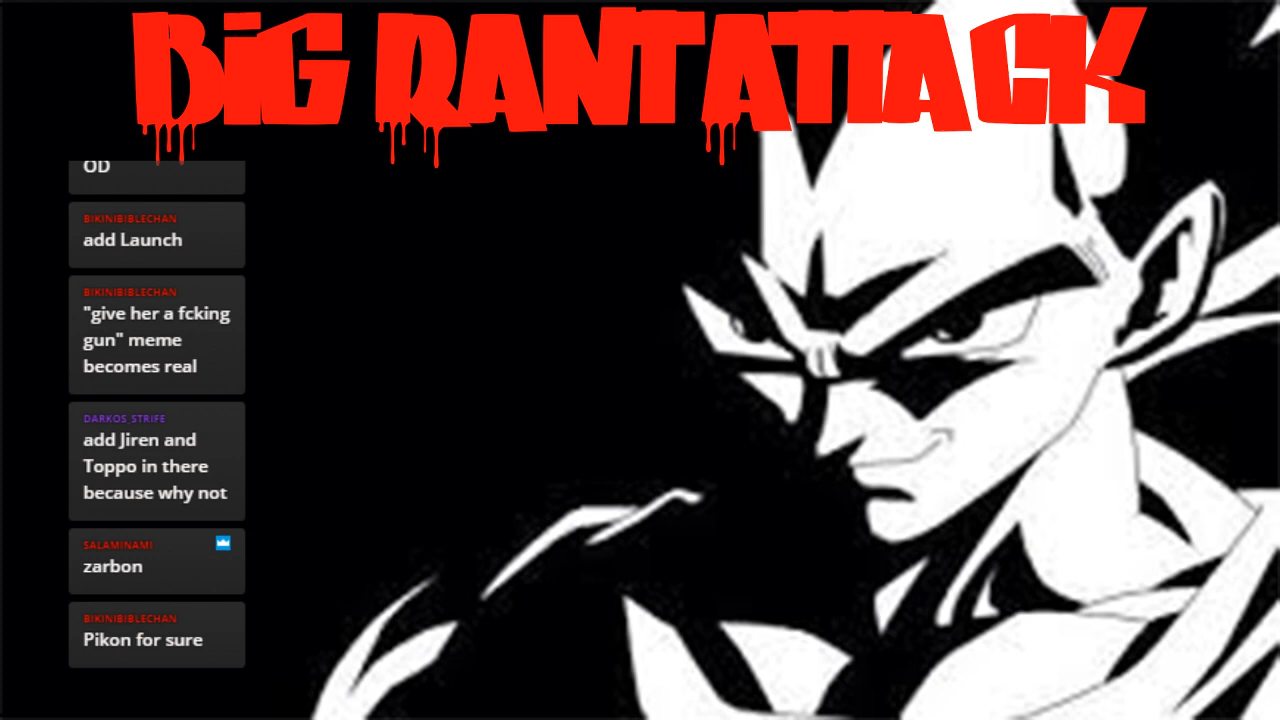 BiG RANTATTACK
OD
BIKINIBIBLECHAN
add Launch
BIKINIBIBLECHAN
"give her a fcking
gun" meme
becomes real
DARKOS STRIFE
add Jiren and
Toppo in there
because why not
SALAMINAMI
zarbon
BIKINIBIBLECHAN
Pikon for sure